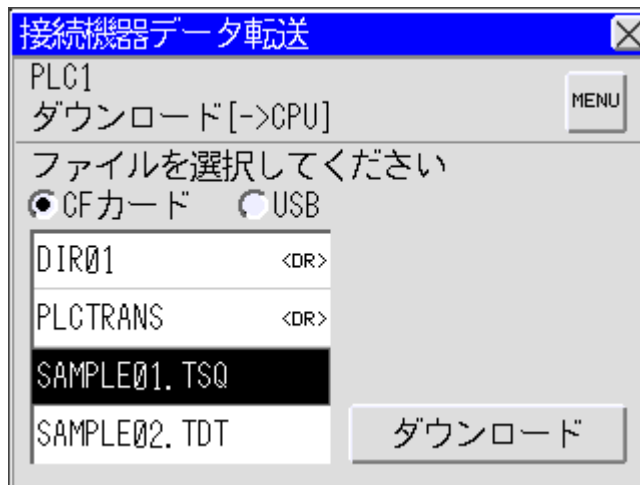 接続機器データ転送
PLC1
MENU
ダウンロード[->CPU]
ファイルを選択してください
CFカード USB
DIR01 <DR>
PLCTRANS <DR>
SAMPLE01.TSQ
SAMPLE02.TDT
ダウンロード